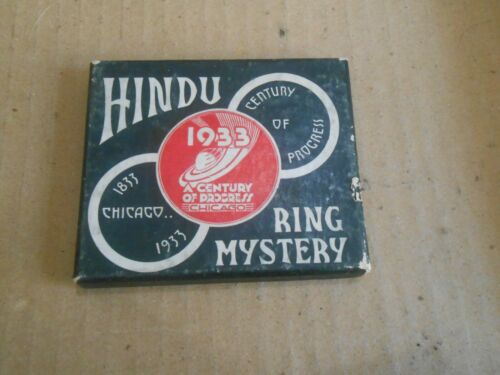 HINDU
CENTURY
OF
PROGRESS
1933
A CENTURY
OF PROGRESS
CHICAGO
1833
CHICAGO..
1933
RING
MYSTERY